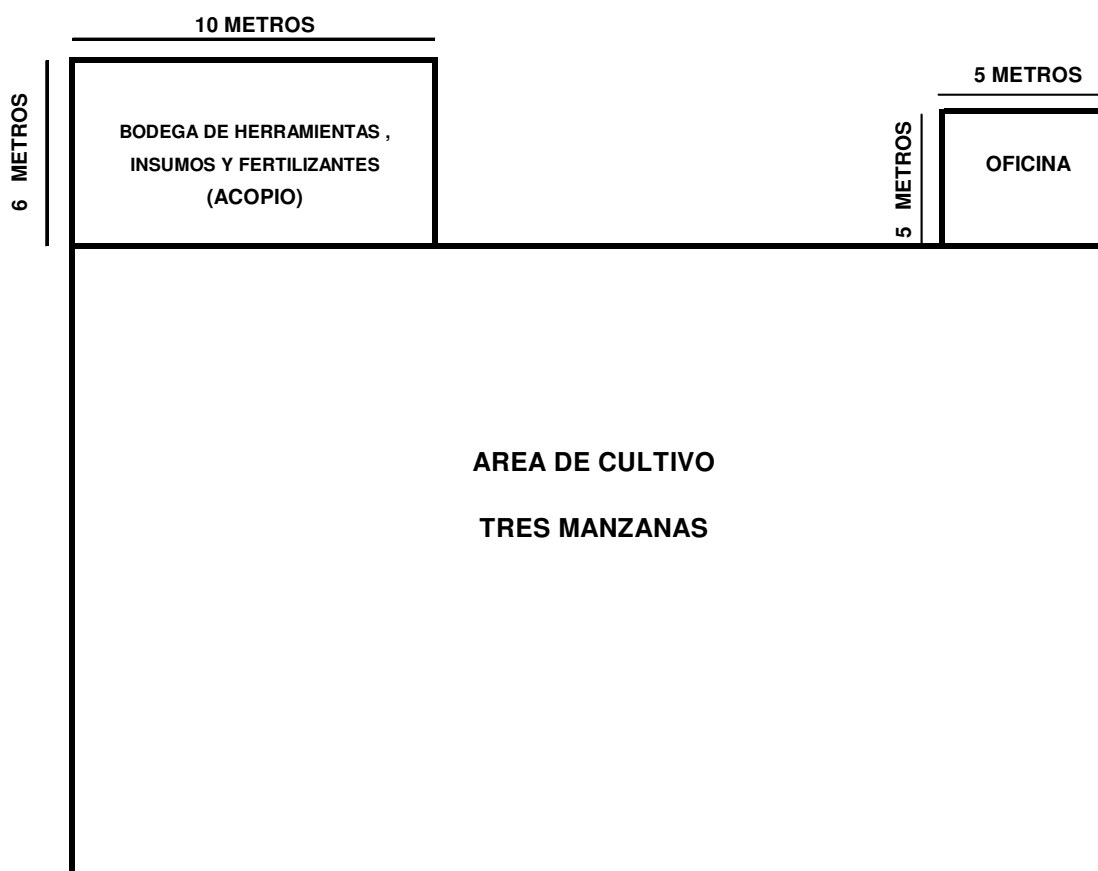 10 METROS
5 METROS
6 METROS
BODEGA DE HERRAMIENTAS ,
INSUMOS Y FERTILIZANTES
(ACOPIO)
5 METROS
OFICINA
AREA DE CULTIVO
TRES MANZANAS